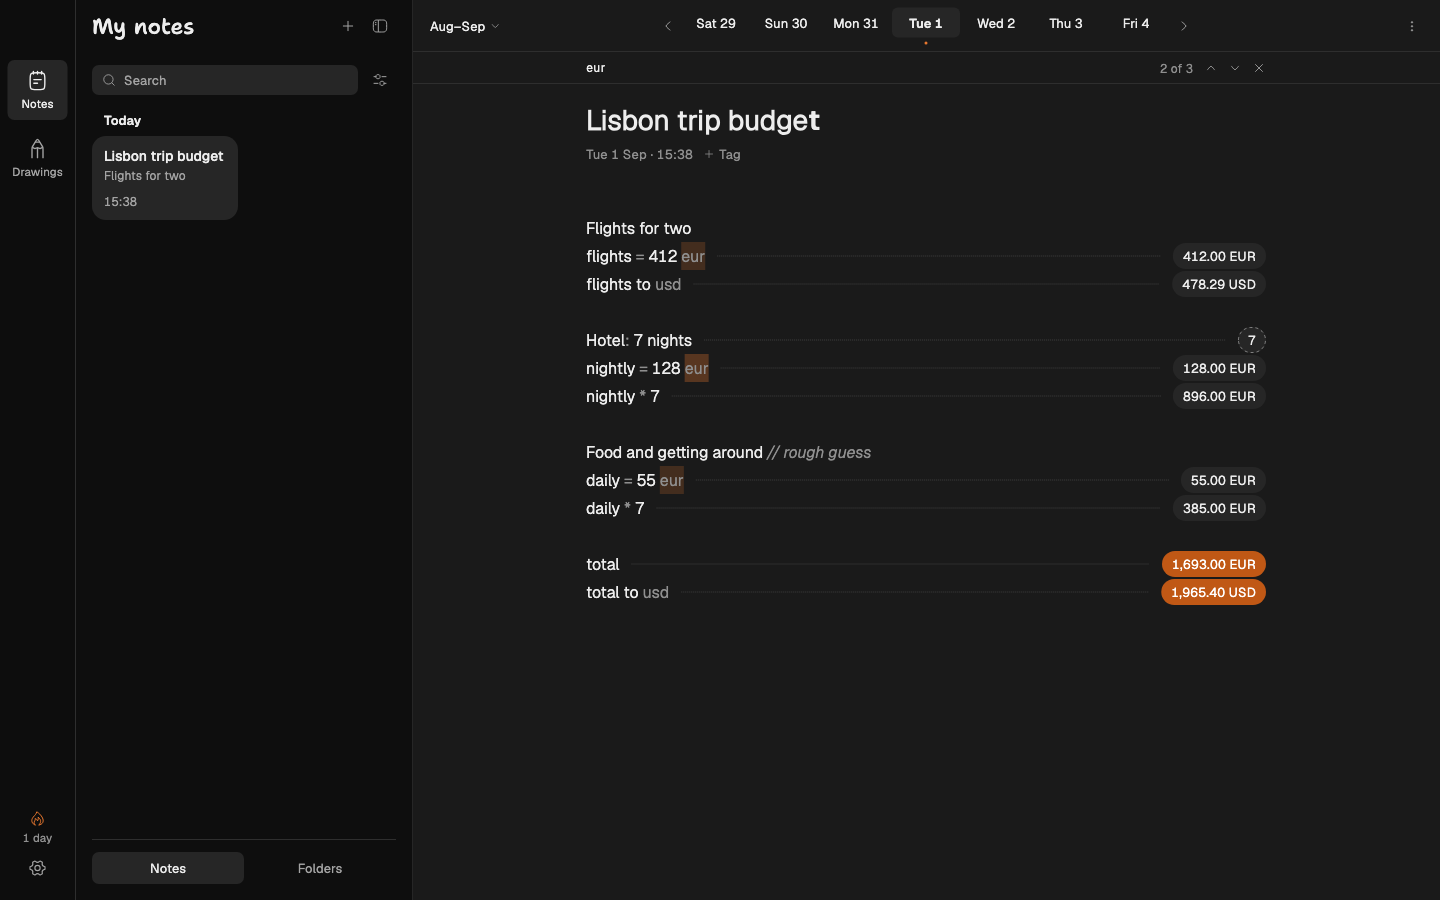 My notes
Search
Today
Lisbon trip budget
Flights for two
15:38
Notes
Drawings
1 day
Notes
Folders
Aug–Sep
Sat 29
Sun 30
Mon 31
Tue 1
Wed 2
Thu 3
Fri 4
eur
2 of 3
Lisbon trip budget
Tue 1 Sep · 15:38 + Tag
Flights for two
flights = 412 eur 412.00 EUR
flights to usd 478.29 USD
Hotel: 7 nights 7
nightly = 128 eur 128.00 EUR
nightly * 7 896.00 EUR
Food and getting around // rough guess
daily = 55 eur 55.00 EUR
daily * 7 385.00 EUR
total 1,693.00 EUR
total to usd 1,965.40 USD